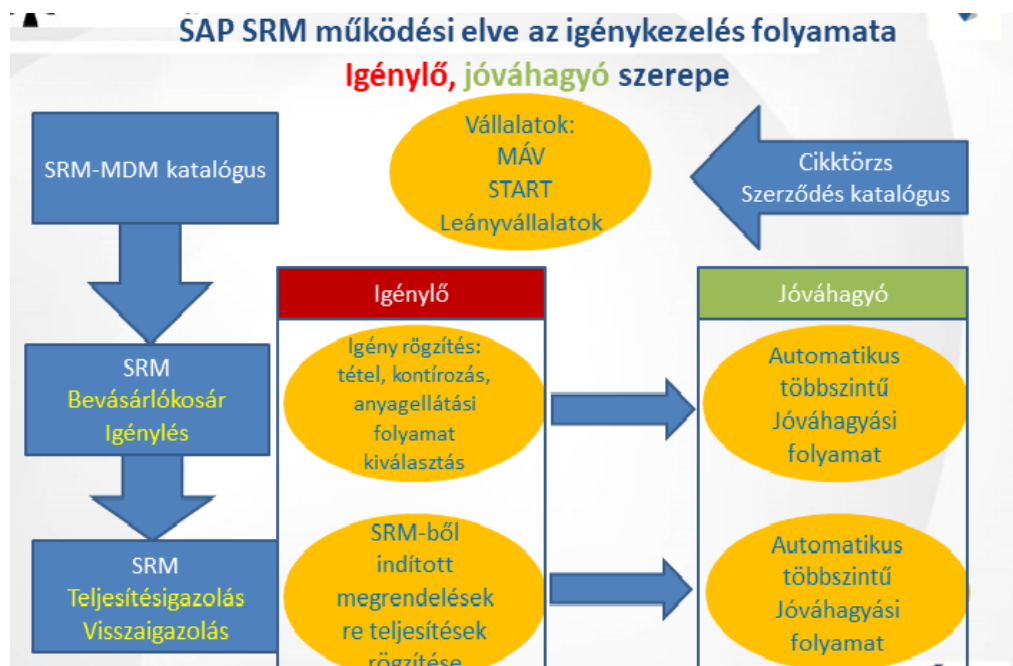 SAP SRM működési elve az igénykezelés folyamata
Igénylő, jóváhagyó szerepe
SRM-MDM katalógus
Vállalatok:
MÁV
START
Leányvállalatok
Cikktörzs
Szerződés katalógus
Igénylő
Jóváhagyó
SRM
Bevásárlókosár
Igénylés
Igény rögzítés:
tétel, kontírozás,
anyagellátási
folyamat
kiválasztás
Automatikus
többszintű
Jóváhagyási
folyamat
SRM
Teljesítésigazolás
Visszaigazolás
SRM-ből
indított
megrendelések
re teljesítések
rögzítése
Automatikus
többszintű
Jóváhagyási
folyamat